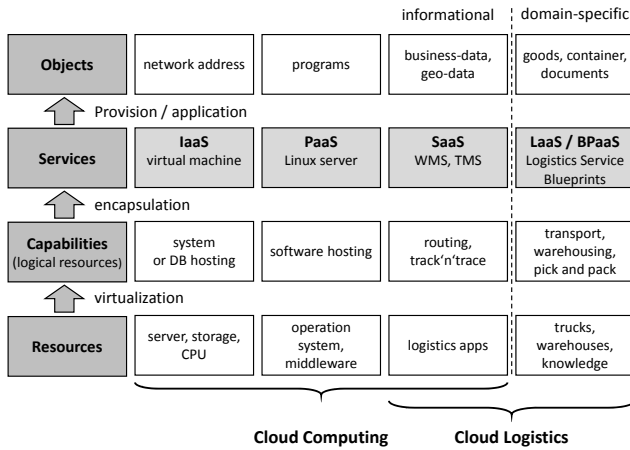 informational
domain-specific
Objects
network address
programs
business-data,
geo-data
goods, container,
documents
Provision / application
Services
IaaS
virtual machine
PaaS
Linux server
SaaS
WMS, TMS
LaaS / BPaaS
Logistics Service
Blueprints
encapsulation
Capabilities
(logical resources)
system
or DB hosting
software hosting
routing,
track‘n‘trace
transport,
warehousing,
pick and pack
virtualization
Resources
server, storage,
CPU
operation
system,
middleware
logistics apps
trucks,
warehouses,
knowledge
Cloud Computing
Cloud Logistics